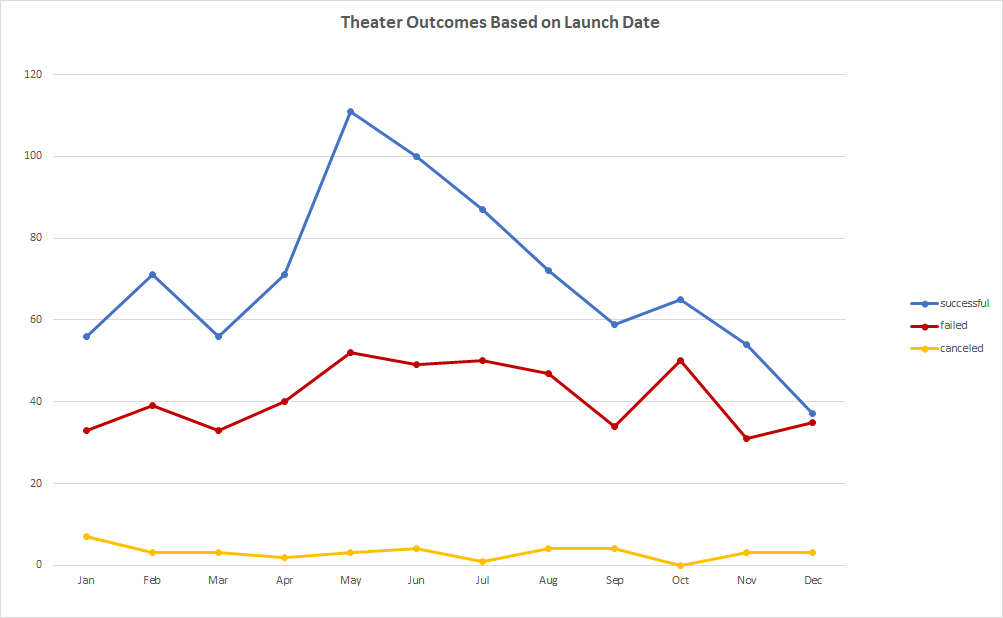 Theater Outcomes Based on Launch Date
120
100
80
60
40
20
0
Jan Feb Mar Apr May Jun Jul Aug Sep Oct Nov Dec
successful
failed
canceled